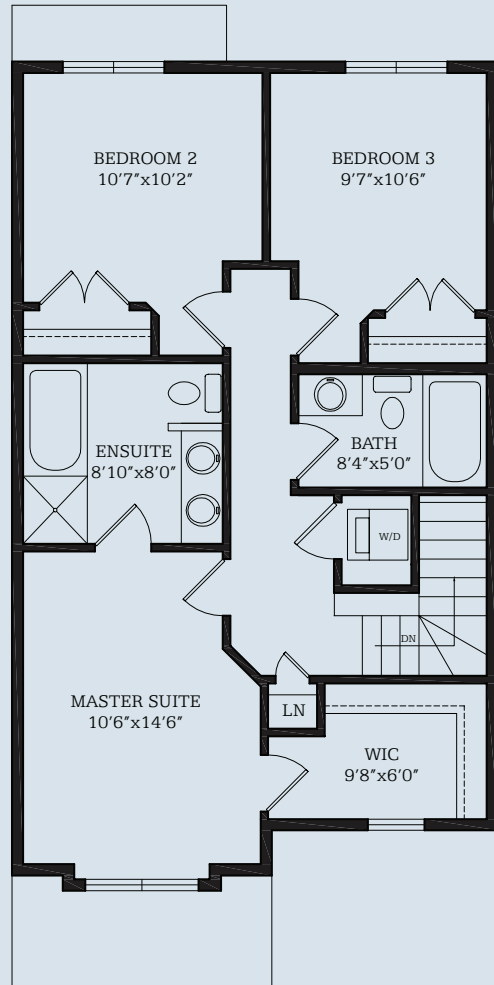 BEDROOM 2
10'7"x10'2"
BEDROOM 3
9'7"x10'6"
ENSUITE
8'10"x8'0"
BATH
8'4"x5'0"
W/D
DN
MASTER SUITE
10'6"x14'6"
LN
WIC
9'8"x6'0"